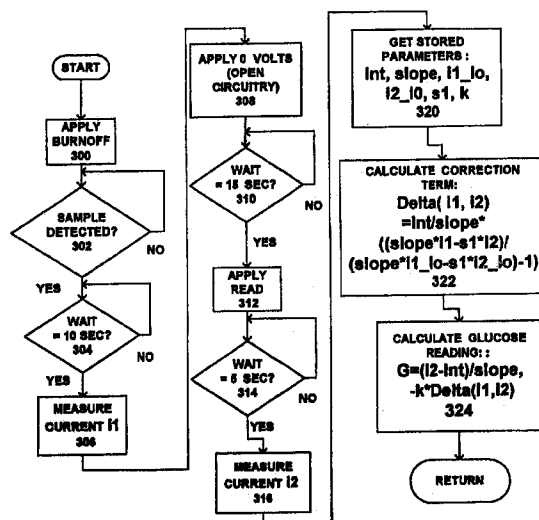 START
APPLY
BURNOFF
300
SAMPLE
DETECTED?
302
NO
YES
WAIT
= 10 SEC?
304
NO
YES
MEASURE
CURRENT i1
306
APPLY 0 VOLTS
(OPEN
CIRCUITRY)
308
WAIT
= 15 SEC?
310
NO
YES
APPLY
READ
312
WAIT
= 5 SEC?
314
NO
YES
MEASURE
CURRENT i2
316
GET STORED
PARAMETERS :
Int, slope, i1_io,
i2_i0, s1, k
320
CALCULATE CORRECTION
TERM:
Delta( i1, i2)
=Int/slope*
((slope*i1-s1*i2)/
(slope*i1_io-s1*i2_io)-1)
322
CALCULATE GLUCOSE
READING: :
G=(i2-Int)/slope,
-k*Delta(i1,i2)
324
RETURN